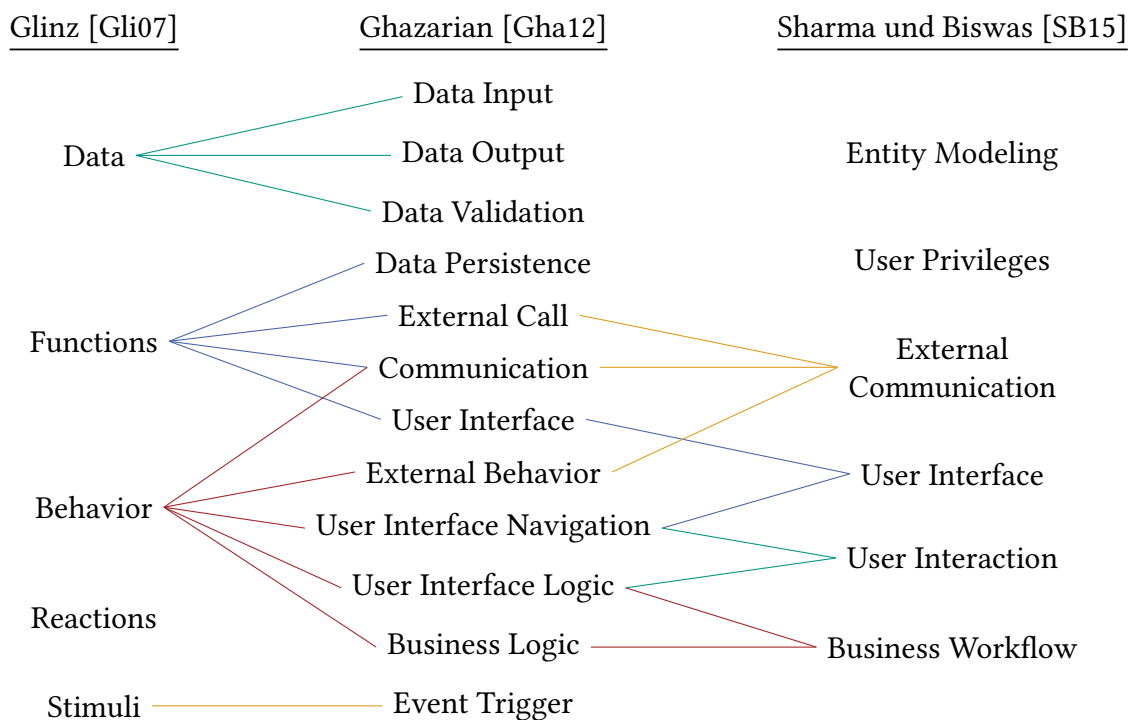 Glinz [Gli07]
Ghazarian [Gha12]
Sharma und Biswas [SB15]
Data Input
Data
Data Output
Entity Modeling
Data Validation
Data Persistence
User Privileges
External Call
Functions
Communication
External
Communication
User Interface
External Behavior
User Interface
Behavior
User Interface Navigation
User Interaction
User Interface Logic
Reactions
Business Logic
Business Workflow
Stimuli
Event Trigger